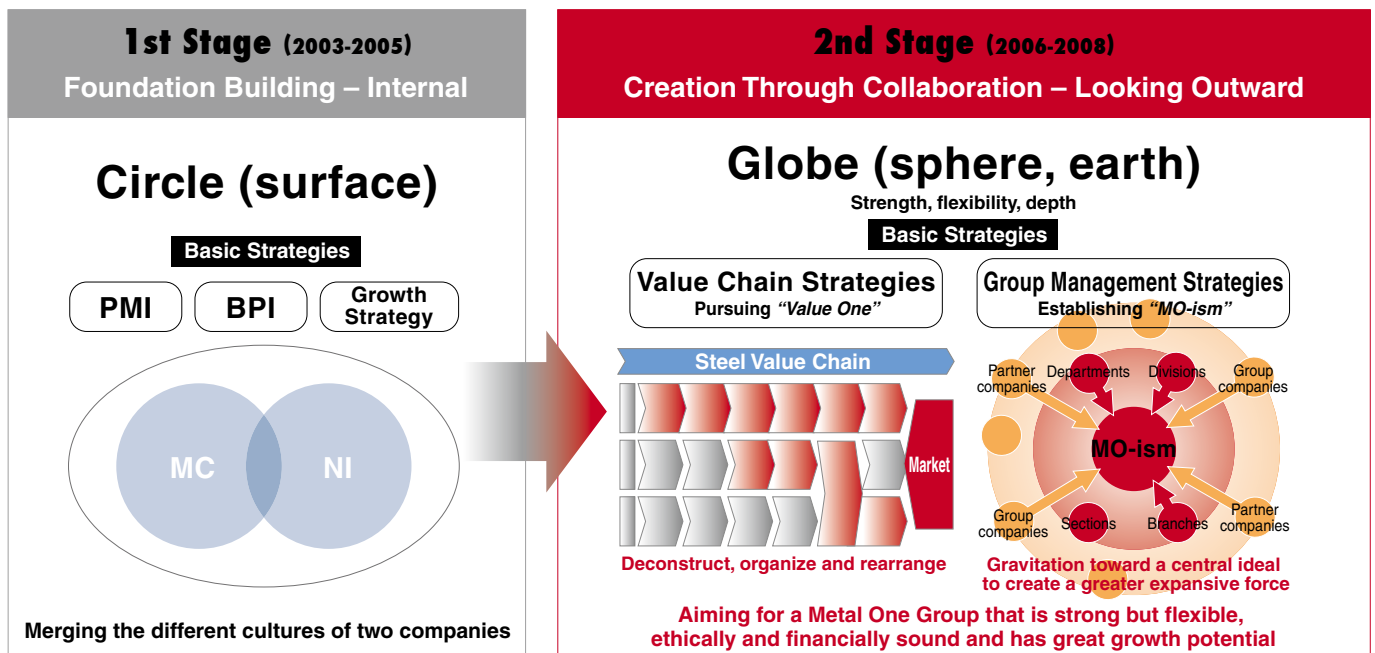 1st Stage (2003-2005)
Foundation Building – Internal
Circle (surface)
Basic Strategies
PMI
BPI
Growth
Strategy
MC
NI
Merging the different cultures of two companies
2nd Stage (2006-2008)
Creation Through Collaboration – Looking Outward
Globe (sphere, earth)
Strength, flexibility, depth
Basic Strategies
Value Chain Strategies
Pursuing “Value One”
Steel Value Chain
Market
Deconstruct, organize and rearrange
Group Management Strategies
Establishing “MO-ism”
Partner
companies
Departments
Divisions
Group
companies
MO-ism
Group
companies
Sections
Branches
Partner
companies
Gravitation toward a central ideal
to create a greater expansive force
Aiming for a Metal One Group that is strong but flexible,
ethically and financially sound and has great growth potential